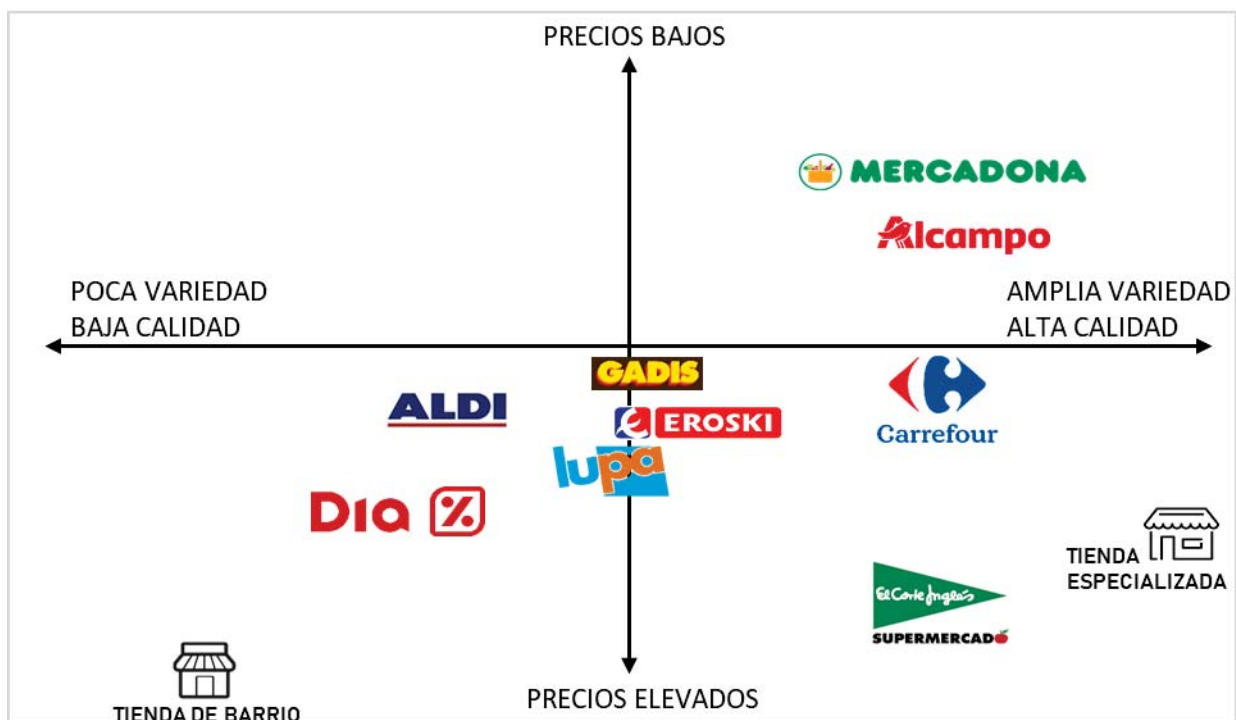 PRECIOS BAJOS
MERCADONA
Alcampo
POCA VARIEDAD
BAJA CALIDAD
AMPLIA VARIEDAD
ALTA CALIDAD
GADIS
ALDI
EROSKI
Carrefour
lupa
Dia %
TIENDA
ESPECIALIZADA
El Corte Inglés
SUPERMERCADO
PRECIOS ELEVADOS
TIENDA DE BARRIO